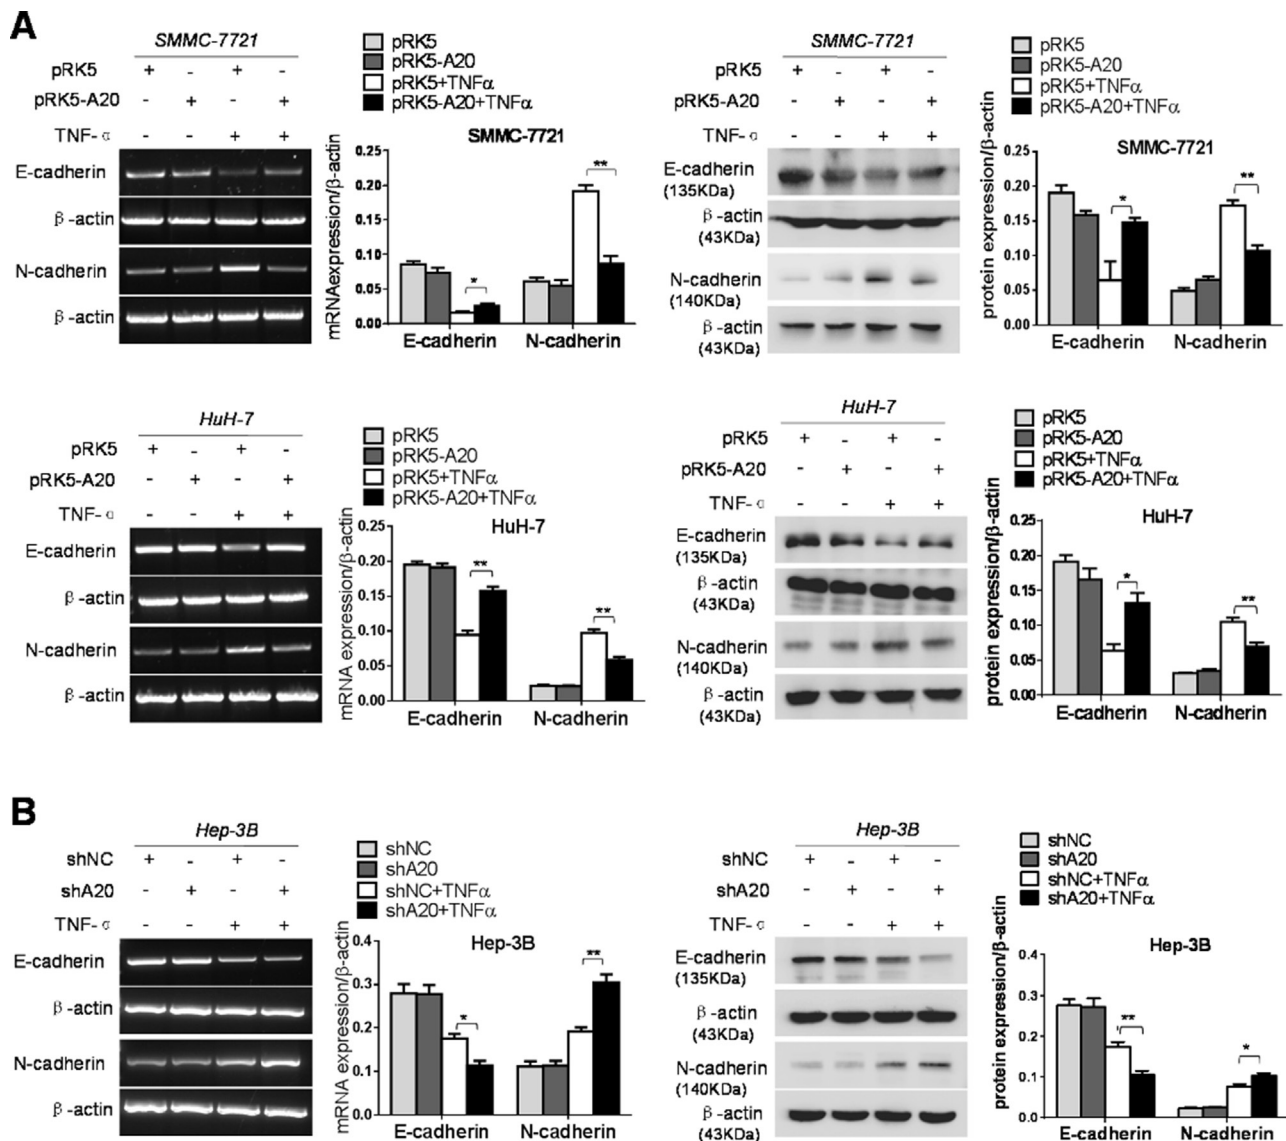 A
SMMC-7721
pRK5 + - + -
pRK5-A20 - + - +
TNF-α - - + +
E-cadherin
β-actin
N-cadherin
β-actin
pRK5
pRK5-A20
pRK5+TNFα
pRK5-A20+TNFα
SMMC-7721
mRNAexpression/β-actin
0.25
0.20
0.15
0.10
0.05
0.00
*
**
E-cadherin N-cadherin
SMMC-7721
pRK5 + - + -
pRK5-A20 - + - +
TNF-α - - + +
E-cadherin
(135KDa)
β-actin
(43KDa)
N-cadherin
(140KDa)
β-actin
(43KDa)
pRK5
pRK5-A20
pRK5+TNFα
pRK5-A20+TNFα
SMMC-7721
protein expression/β-actin
0.25
0.20
0.15
0.10
0.05
0.00
*
**
E-cadherin N-cadherin
HuH-7
pRK5 + - + -
pRK5-A20 - + - +
TNF-α - - + +
E-cadherin
β-actin
N-cadherin
β-actin
pRK5
pRK5-A20
pRK5+TNFα
pRK5-A20+TNFα
HuH-7
mRNA expression/β-actin
0.25
0.20
0.15
0.10
0.05
0.00
**
**
E-cadherin N-cadherin
HuH-7
pRK5 + - + -
pRK5-A20 - + - +
TNF-α - - + +
E-cadherin
(135KDa)
β-actin
(43KDa)
N-cadherin
(140KDa)
β-actin
(43KDa)
pRK5
pRK5-A20
pRK5+TNFα
pRK5-A20+TNFα
HuH-7
protein expression/β-actin
0.25
0.20
0.15
0.10
0.05
0.00
*
**
E-cadherin N-cadherin
B
Hep-3B
shNC + - + -
shA20 - + - +
TNF-α - - + +
E-cadherin
β-actin
N-cadherin
β-actin
shNC
shA20
shNC+TNFα
shA20+TNFα
Hep-3B
mRNA expression/β-actin
0.4
0.3
0.2
0.1
0.0
*
**
E-cadherin N-cadherin
Hep-3B
shNC + - + -
shA20 - + - +
TNF-α - - + +
E-cadherin
(135KDa)
β-actin
(43KDa)
N-cadherin
(140KDa)
β-actin
(43KDa)
shNC
shA20
shNC+TNFα
shA20+TNFα
Hep-3B
protein expression/β-actin
0.4
0.3
0.2
0.1
0.0
**
*
E-cadherin N-cadherin